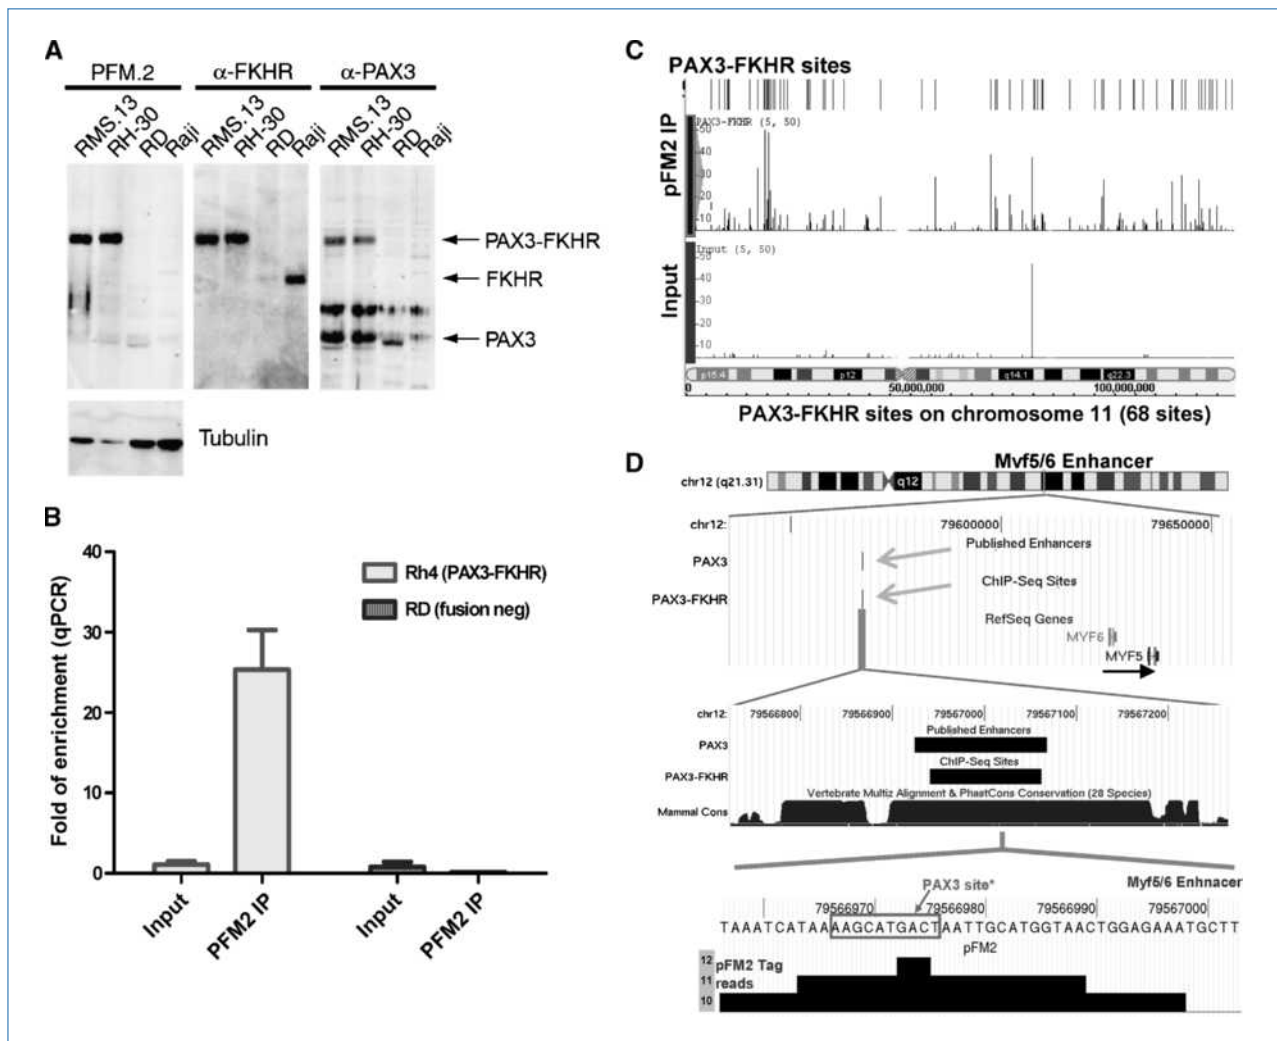 A
PFM.2
α-FKHR
α-PAX3
RMS.13
RH-30
RD
Raji
RMS.13
RH-30
RD
Raji
RMS.13
RH-30
RD
Raji
PAX3-FKHR
FKHR
PAX3
Tubulin
B
Fold of enrichment (qPCR)
40
30
20
10
0
Rh4 (PAX3-FKHR)
RD (fusion neg)
Input
PFM2 IP
Input
PFM2 IP
C
PAX3-FKHR sites
pFM2 IP
PAX3-FKHR (5, 50)
50
40
30
20
10
Input
Input (5, 50)
50
40
30
20
10
p15.4
p12
q14.1
q22.3
0
50,000,000
100,000,000
PAX3-FKHR sites on chromosome 11 (68 sites)
D
Mvf5/6 Enhancer
chr12 (q21.31)
q12
chr12:
79600000
79650000
Published Enhancers
PAX3
ChIP-Seq Sites
PAX3-FKHR
RefSeq Genes
MYF6
MYF5
chr12:
79566800
79566900
79567000
79567100
79567200
Published Enhancers
PAX3
ChIP-Seq Sites
PAX3-FKHR
Vertebrate Multiz Alignment & PhastCons Conservation (28 Species)
Mammal Cons
PAX3 site*
Myf5/6 Enhnacer
79566970
79566980
79566990
79567000
TAAATCATAAAAGCATGACTAATTGCATGGTAACTGGAGAAATGCTT
pFM2
pFM2 Tag
reads
12
11
10